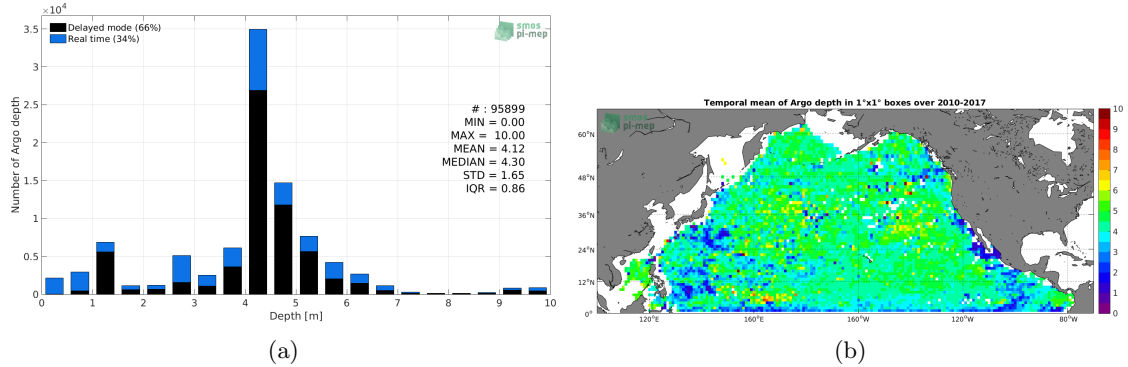 ×10⁴
3.5
3
2.5
2
1.5
1
0.5
0
Number of Argo depth
Delayed mode (66%)
Real time (34%)
smos
pi-mep
# : 95899
MIN = 0.00
MAX = 10.00
MEAN = 4.12
MEDIAN = 4.30
STD = 1.65
IQR = 0.86
0 1 2 3 4 5 6 7 8 9 10
Depth [m]
(a)
Temporal mean of Argo depth in 1°x1° boxes over 2010-2017
smos
pi-mep
60°N
48°N
36°N
24°N
12°N
0°
120°E 160°E 160°W 120°W 80°W
10
9
8
7
6
5
4
3
2
1
0
(b)